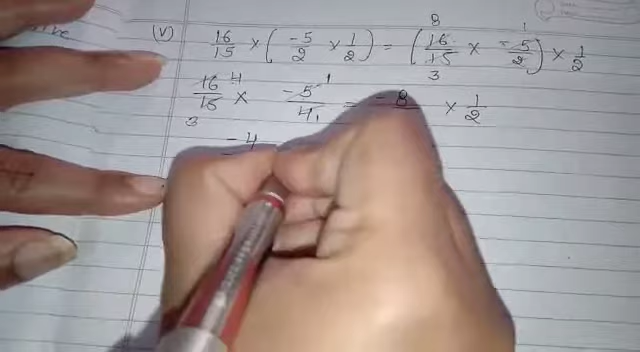 (V) 16/15 × ( -5/2 × 1/2 ) = ( 16/15 × -5/2 ) × 1/2
8 1
3
16/15 × -5/4 = -8 × 1/2
4 1
3 1
-4